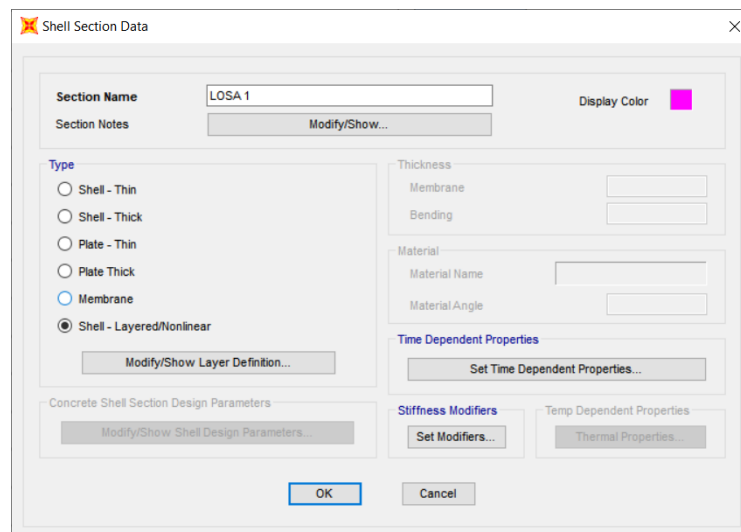 Shell Section Data
Section Name
LOSA 1
Display Color
Section Notes
Modify/Show...
Type
Shell - Thin
Shell - Thick
Plate - Thin
Plate Thick
Membrane
Shell - Layered/Nonlinear
Modify/Show Layer Definition...
Thickness
Membrane
Bending
Material
Material Name
Material Angle
Time Dependent Properties
Set Time Dependent Properties...
Concrete Shell Section Design Parameters
Modify/Show Shell Design Parameters...
Stiffness Modifiers
Set Modifiers...
Temp Dependent Properties
Thermal Properties...
OK
Cancel